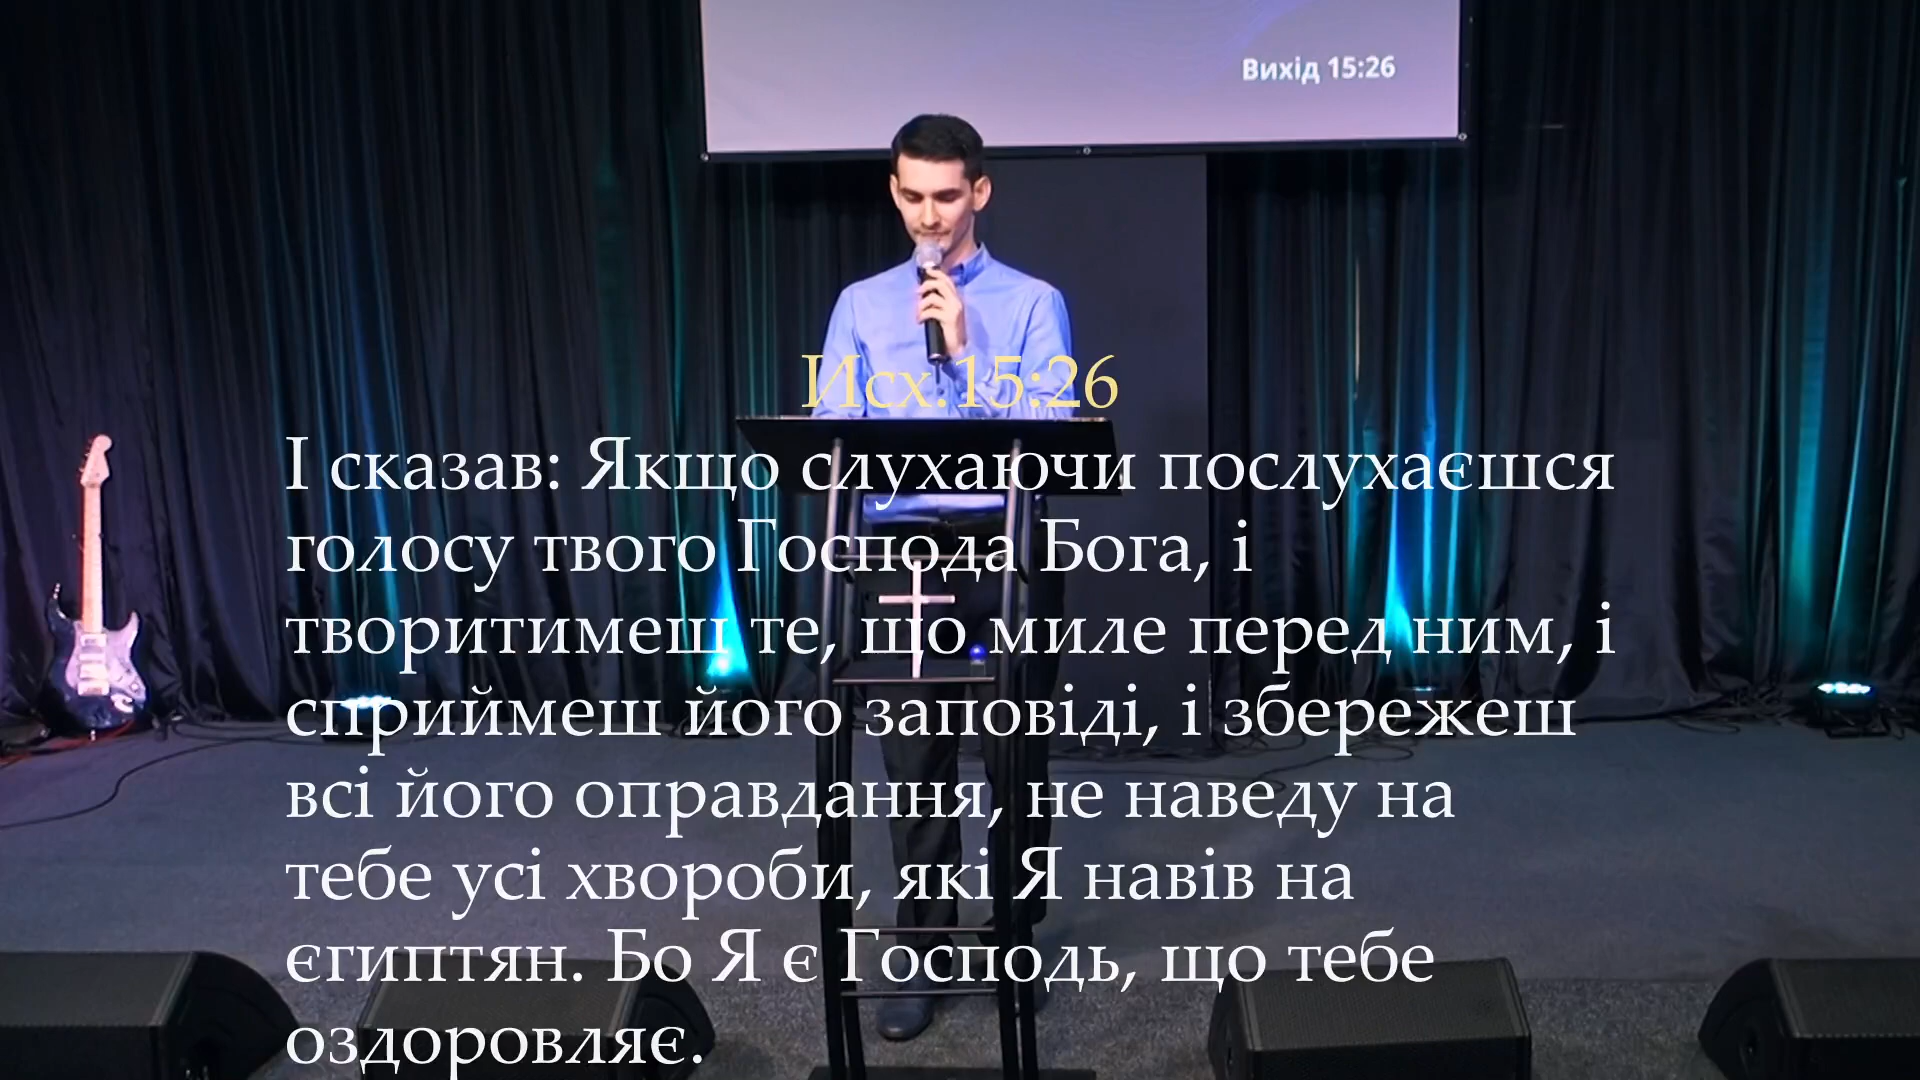 Вихід 15:26
Исх.15:26
І сказав: Якщо слухаючи послухаєшся
голосу твого Господа Бога, і
творитимеш те, що миле перед ним, і
сприймеш його заповіді, і збережеш
всі його оправдання, не наведу на
тебе усі хвороби, які Я навів на
єгиптян. Бо Я є Господь, що тебе
оздоровляє.